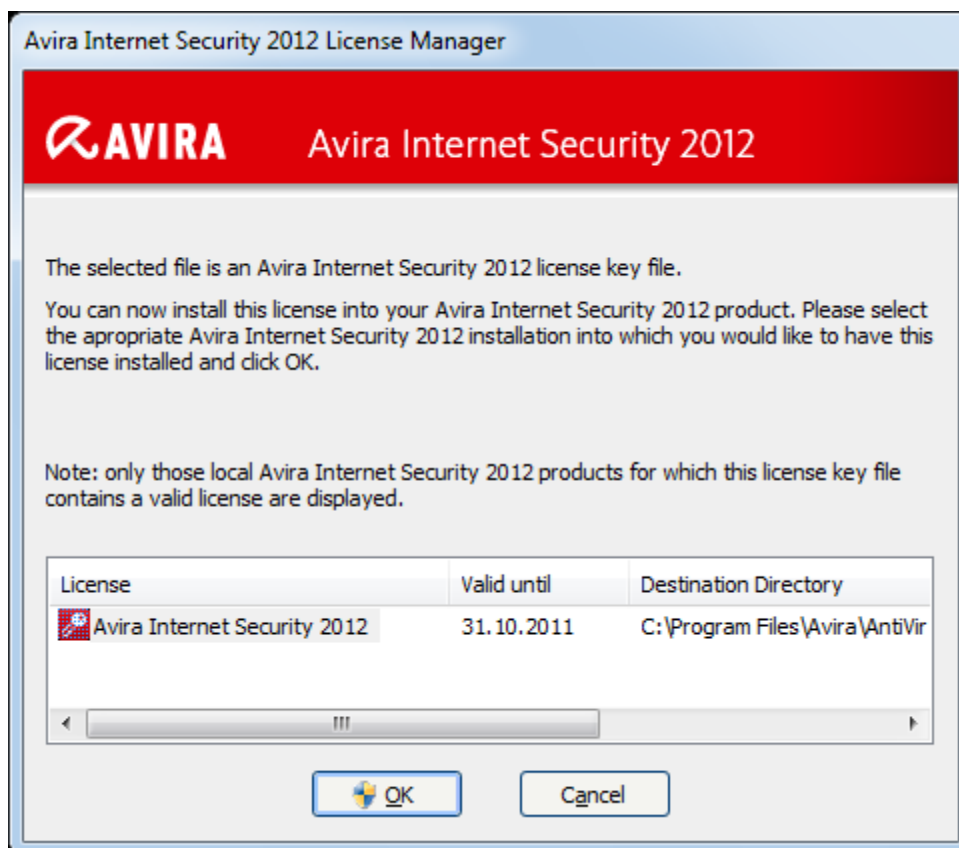 Avira Internet Security 2012 License Manager
AVIRA Avira Internet Security 2012
The selected file is an Avira Internet Security 2012 license key file.
You can now install this license into your Avira Internet Security 2012 product. Please select
the apropriate Avira Internet Security 2012 installation into which you would like to have this
license installed and click OK.
Note: only those local Avira Internet Security 2012 products for which this license key file
contains a valid license are displayed.
License Valid until Destination Directory
Avira Internet Security 2012 31.10.2011 C:\Program Files\Avira\AntiVir
OK Cancel